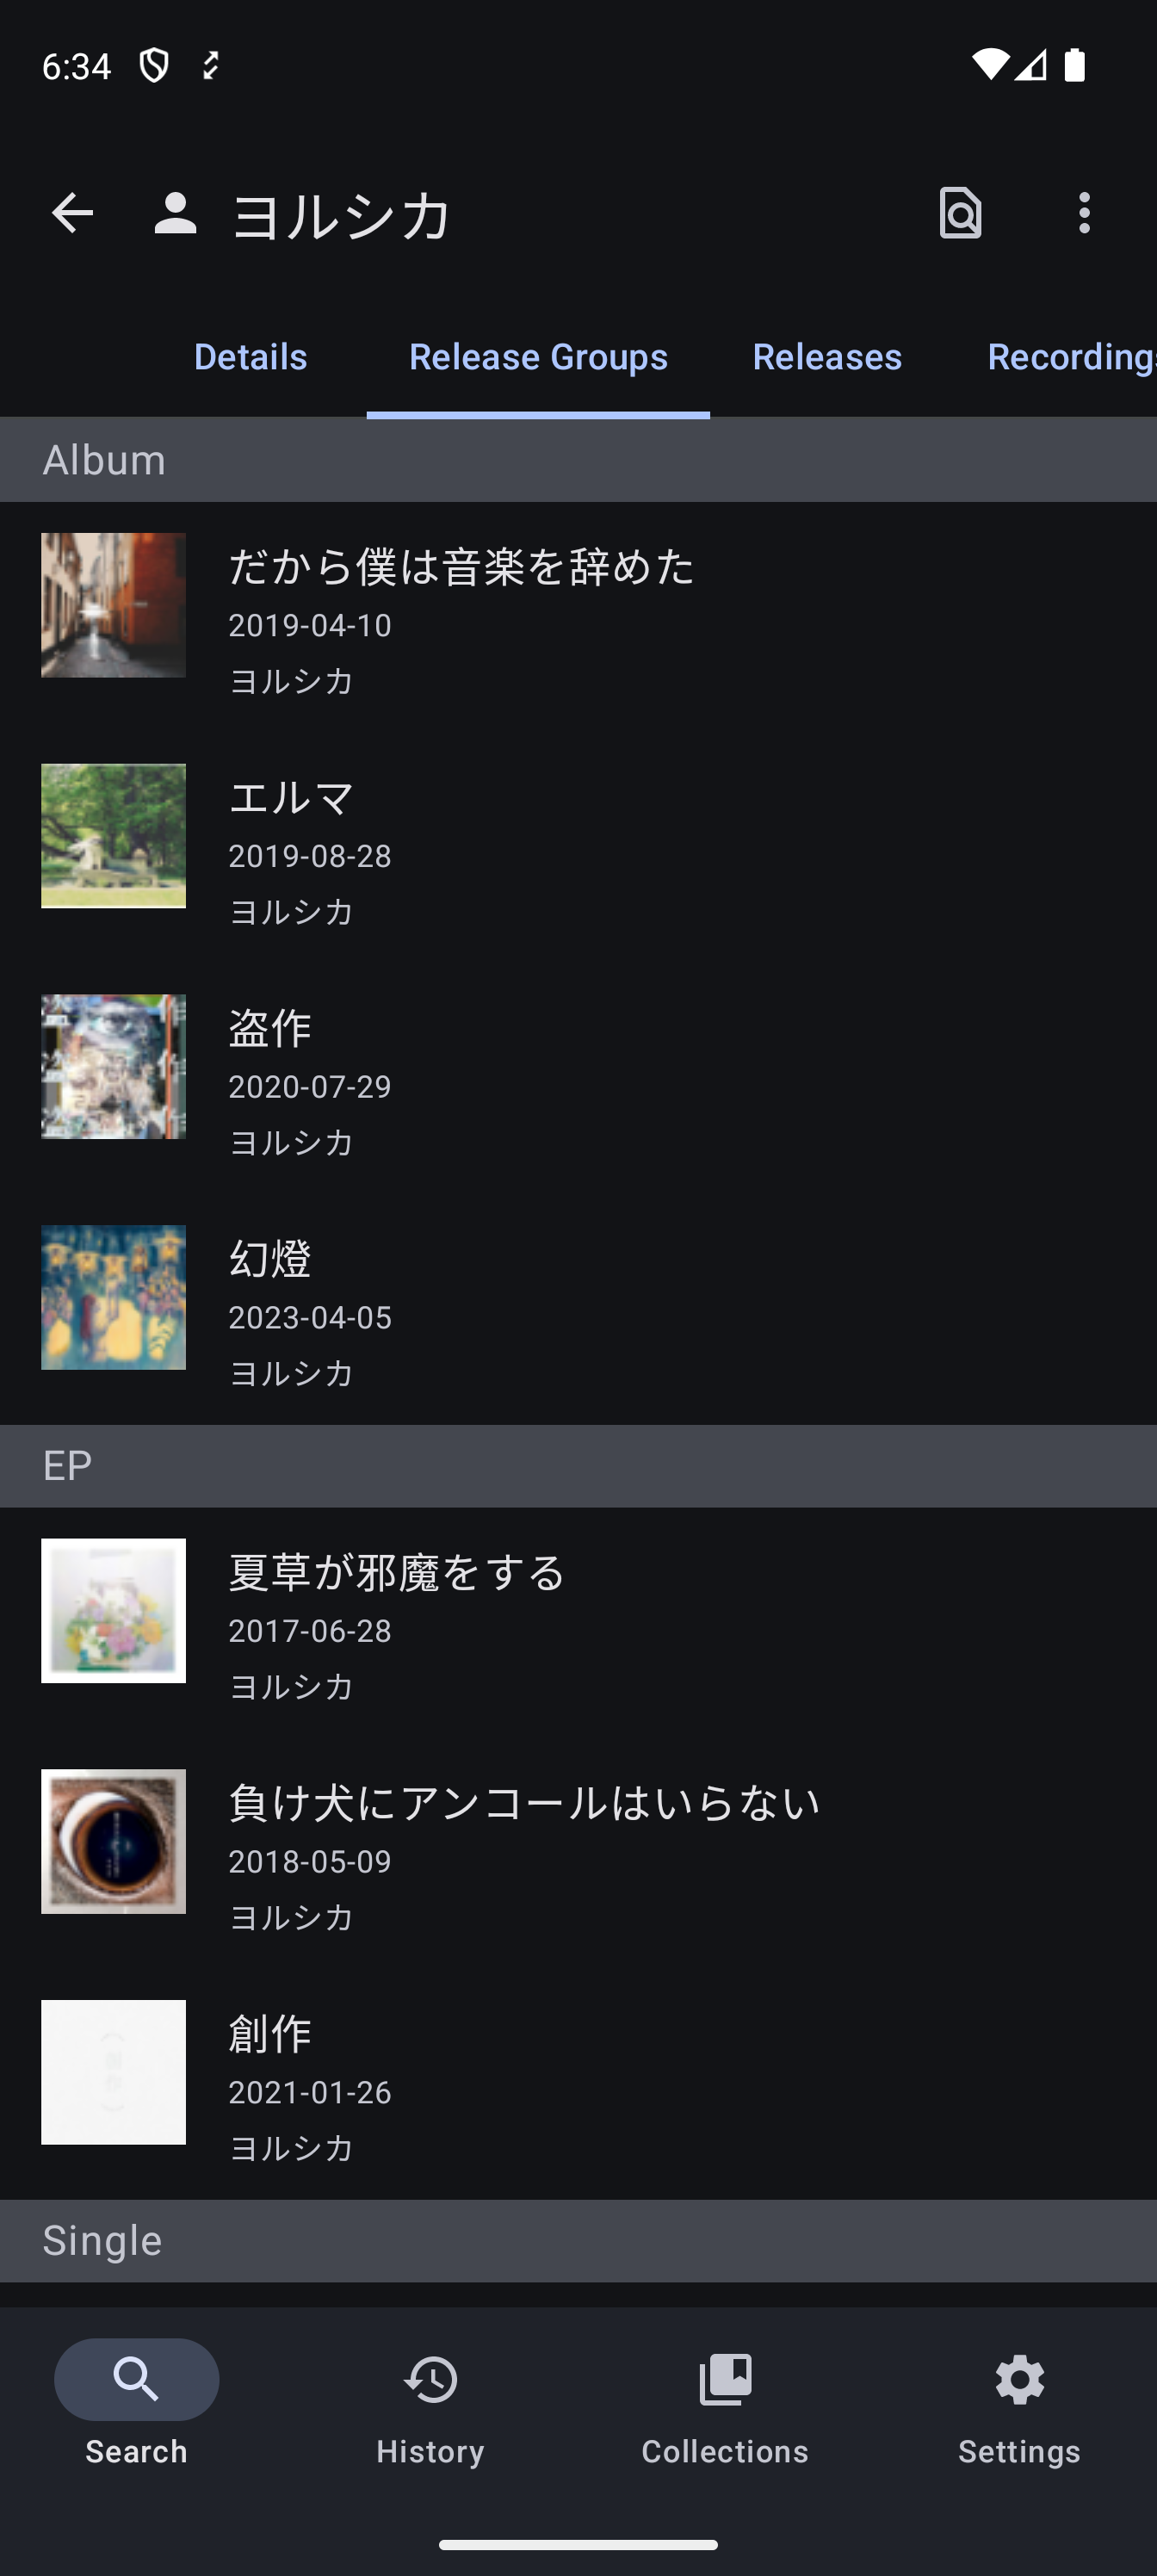 6:34
ヨルシカ
Details Release Groups Releases Recordings
Album
だから僕は音楽を辞めた
2019-04-10
ヨルシカ
エルマ
2019-08-28
ヨルシカ
盗作
2020-07-29
ヨルシカ
幻燈
2023-04-05
ヨルシカ
EP
夏草が邪魔をする
2017-06-28
ヨルシカ
負け犬にアンコールはいらない
2018-05-09
ヨルシカ
創作
2021-01-26
ヨルシカ
Single
Search History Collections Settings